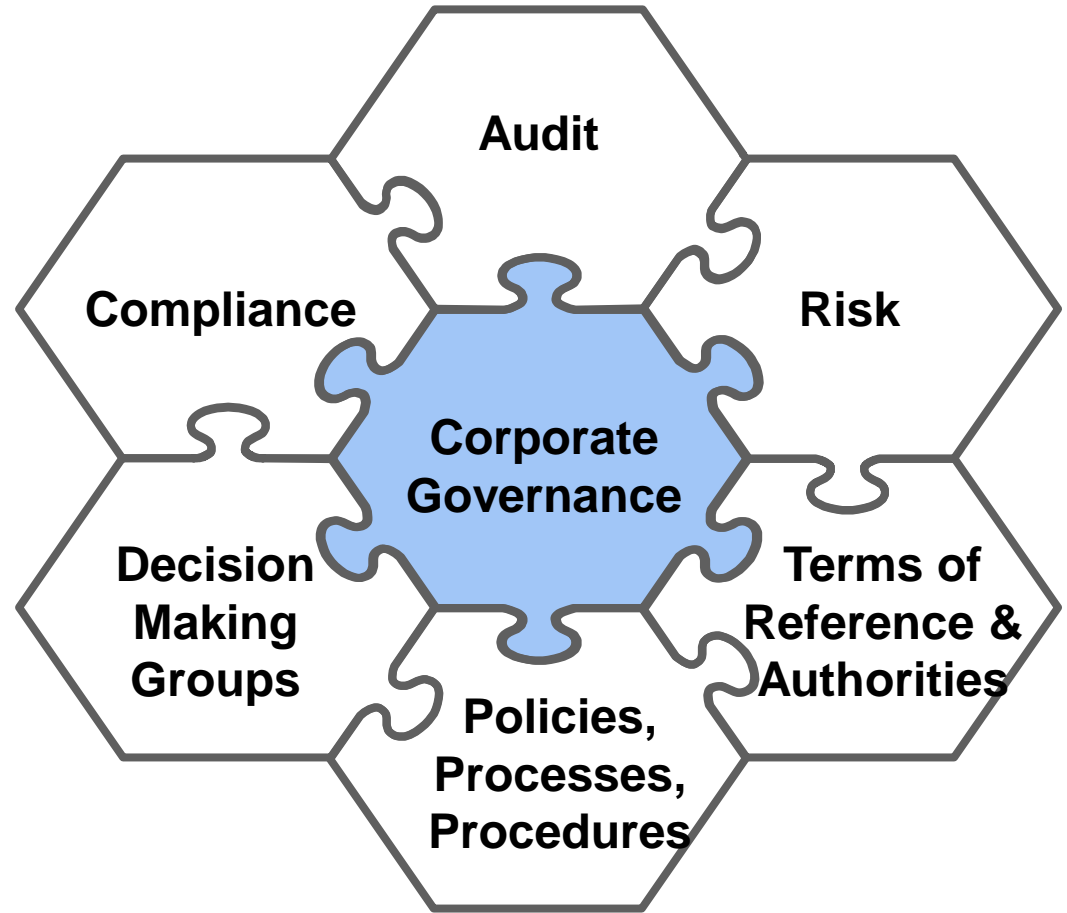 Audit
Compliance
Risk
Corporate
Governance
Decision
Making
Groups
Terms of
Reference &
Authorities
Policies,
Processes,
Procedures